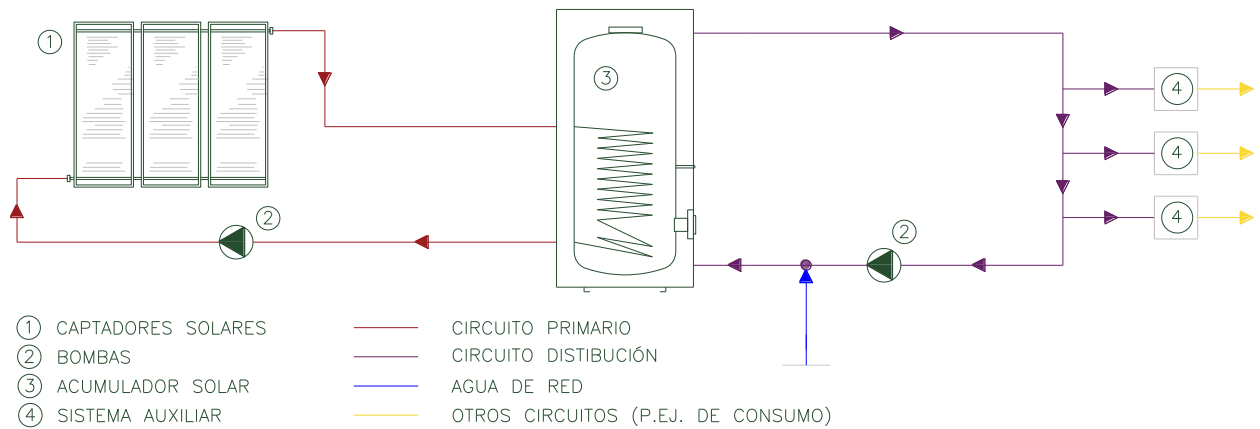 1
3
4
4
4
2
2
1 CAPTADORES SOLARES
2 BOMBAS
3 ACUMULADOR SOLAR
4 SISTEMA AUXILIAR
CIRCUITO PRIMARIO
CIRCUITO DISTIBUCIÓN
AGUA DE RED
OTROS CIRCUITOS (P.EJ. DE CONSUMO)